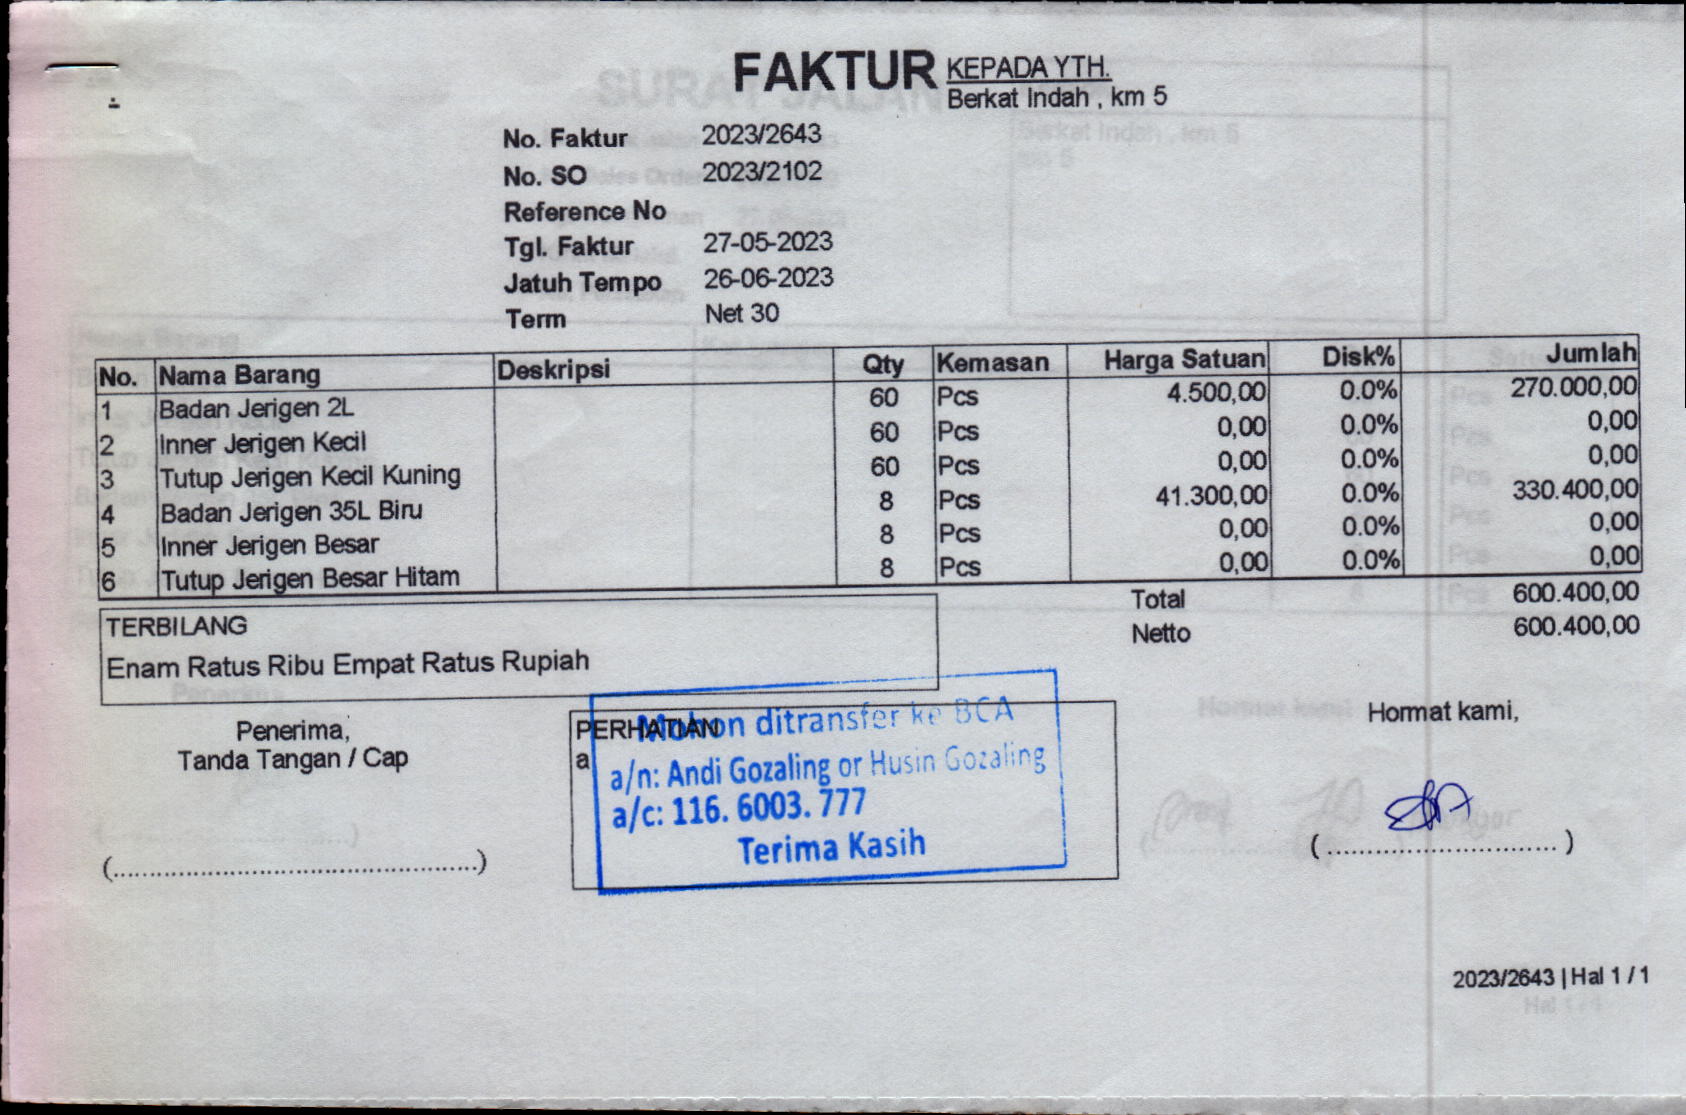 FAKTUR
KEPADA YTH.
Berkat Indah , km 5
No. Faktur 2023/2643
No. SO 2023/2102
Reference No
Tgl. Faktur 27-05-2023
Jatuh Tempo 26-06-2023
Term Net 30
No. Nama Barang Deskripsi Qty Kemasan Harga Satuan Disk% Jumlah
1 Badan Jerigen 2L 60 Pcs 4.500,00 0.0% 270.000,00
2 Inner Jerigen Kecil 60 Pcs 0,00 0.0% 0,00
3 Tutup Jerigen Kecil Kuning 60 Pcs 0,00 0.0% 0,00
4 Badan Jerigen 35L Biru 8 Pcs 41.300,00 0.0% 330.400,00
5 Inner Jerigen Besar 8 Pcs 0,00 0.0% 0,00
6 Tutup Jerigen Besar Hitam 8 Pcs 0,00 0.0% 0,00
Total 600.400,00
Netto 600.400,00
TERBILANG
Enam Ratus Ribu Empat Ratus Rupiah
Penerima,
Tanda Tangan / Cap
(................................................)
PERHATIAN
a
Mohon ditransfer ke BCA
a/n: Andi Gozaling or Husin Gozaling
a/c: 116. 6003. 777
Terima Kasih
Hormat kami,
(..............................)
2023/2643 | Hal 1 / 1